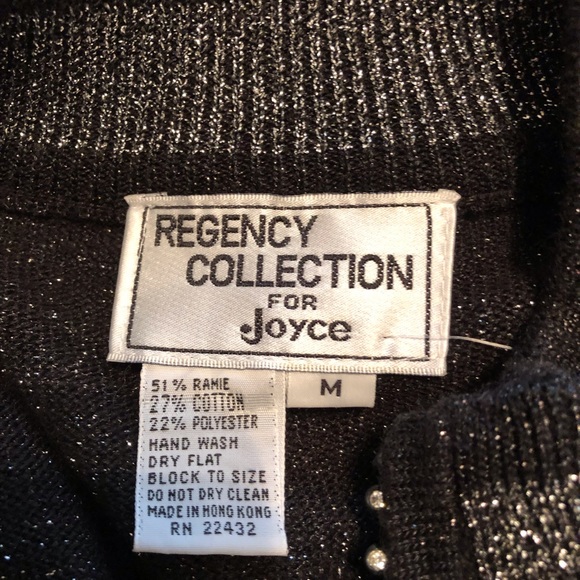 REGENCY
COLLECTION
FOR
Joyce
M
51% RAMIE
27% COTTON
22% POLYESTER
HAND WASH
DRY FLAT
BLOCK TO SIZE
DO NOT DRY CLEAN
MADE IN HONG KONG
RN 22432